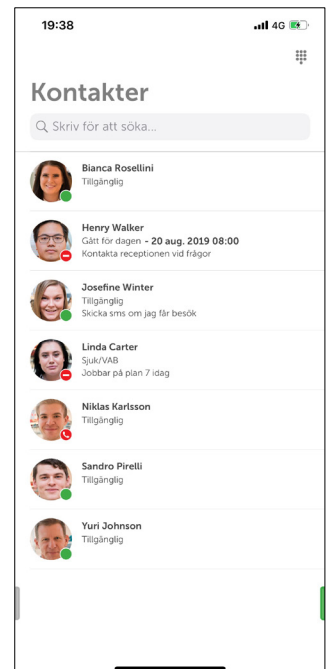 19:38
4G
Kontakter
Skriv för att söka...
Bianca Rosellini
Tillgänglig
Henry Walker
Gått för dagen - 20 aug. 2019 08:00
Kontakta receptionen vid frågor
Josefine Winter
Tillgänglig
Skicka sms om jag får besök
Linda Carter
Sjuk/VAB
Jobbar på plan 7 idag
Niklas Karlsson
Tillgänglig
Sandro Pirelli
Tillgänglig
Yuri Johnson
Tillgänglig